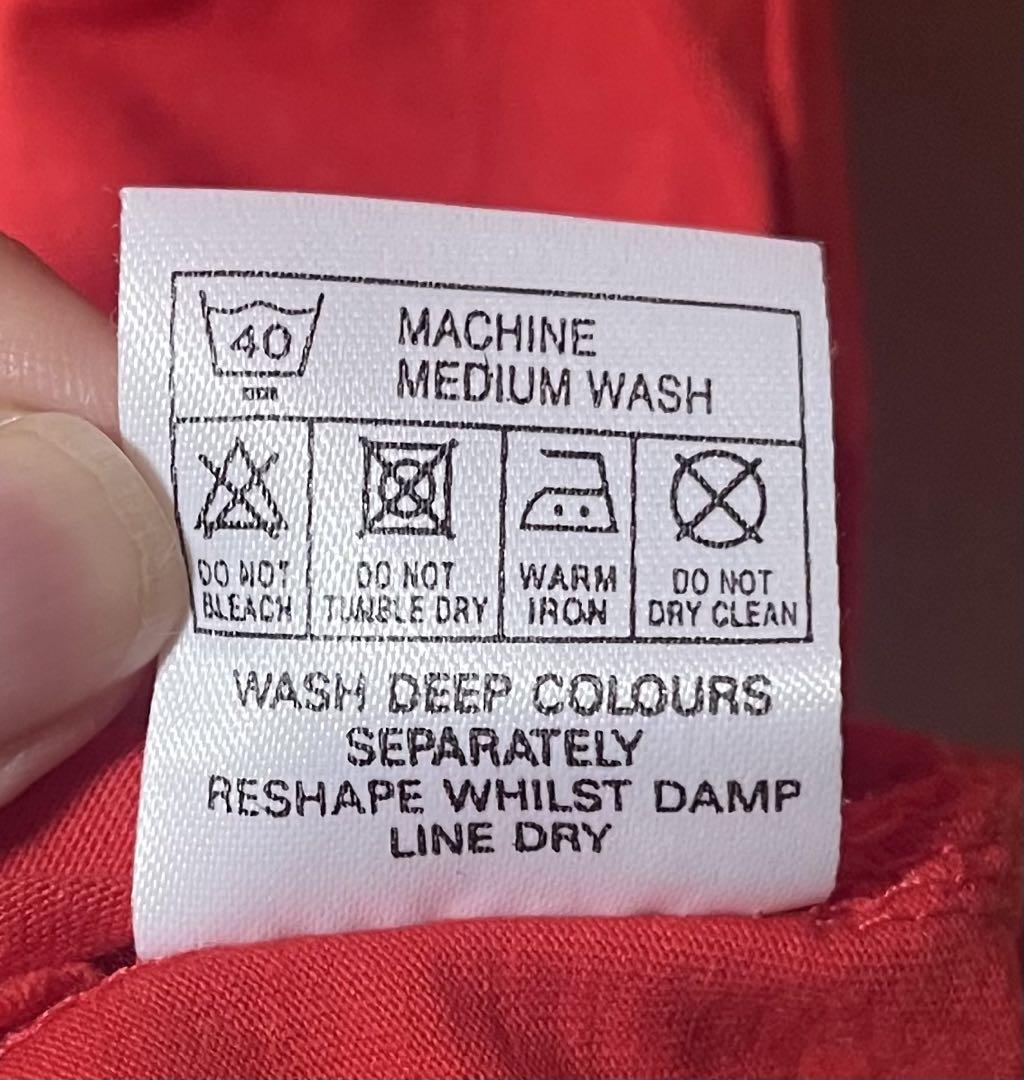 40
MACHINE
MEDIUM WASH
DO NOT
BLEACH
DO NOT
TUMBLE DRY
WARM
IRON
DO NOT
DRY CLEAN
WASH DEEP COLOURS
SEPARATELY
RESHAPE WHILST DAMP
LINE DRY